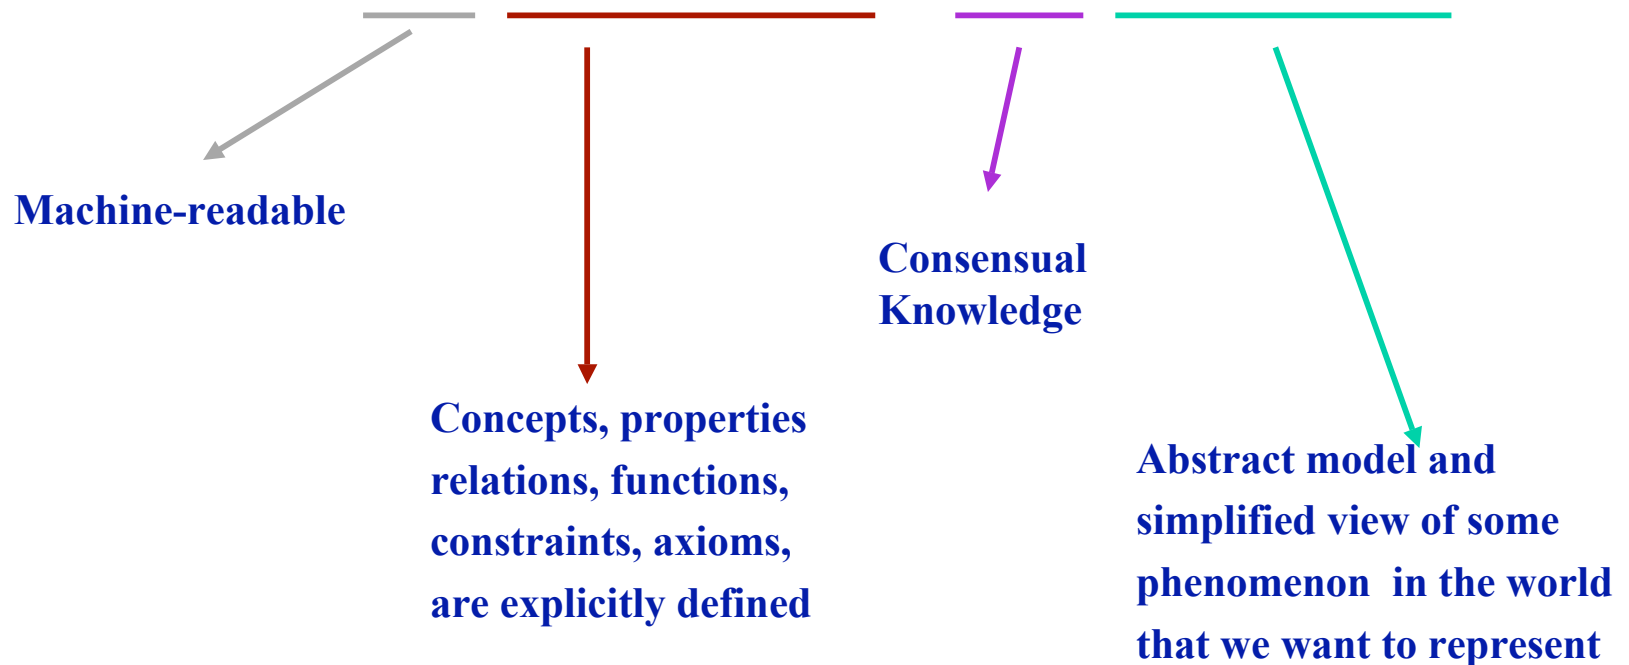 Machine-readable
Consensual
Knowledge
Concepts, properties
relations, functions,
constraints, axioms,
are explicitly defined
Abstract model and
simplified view of some
phenomenon in the world
that we want to represent